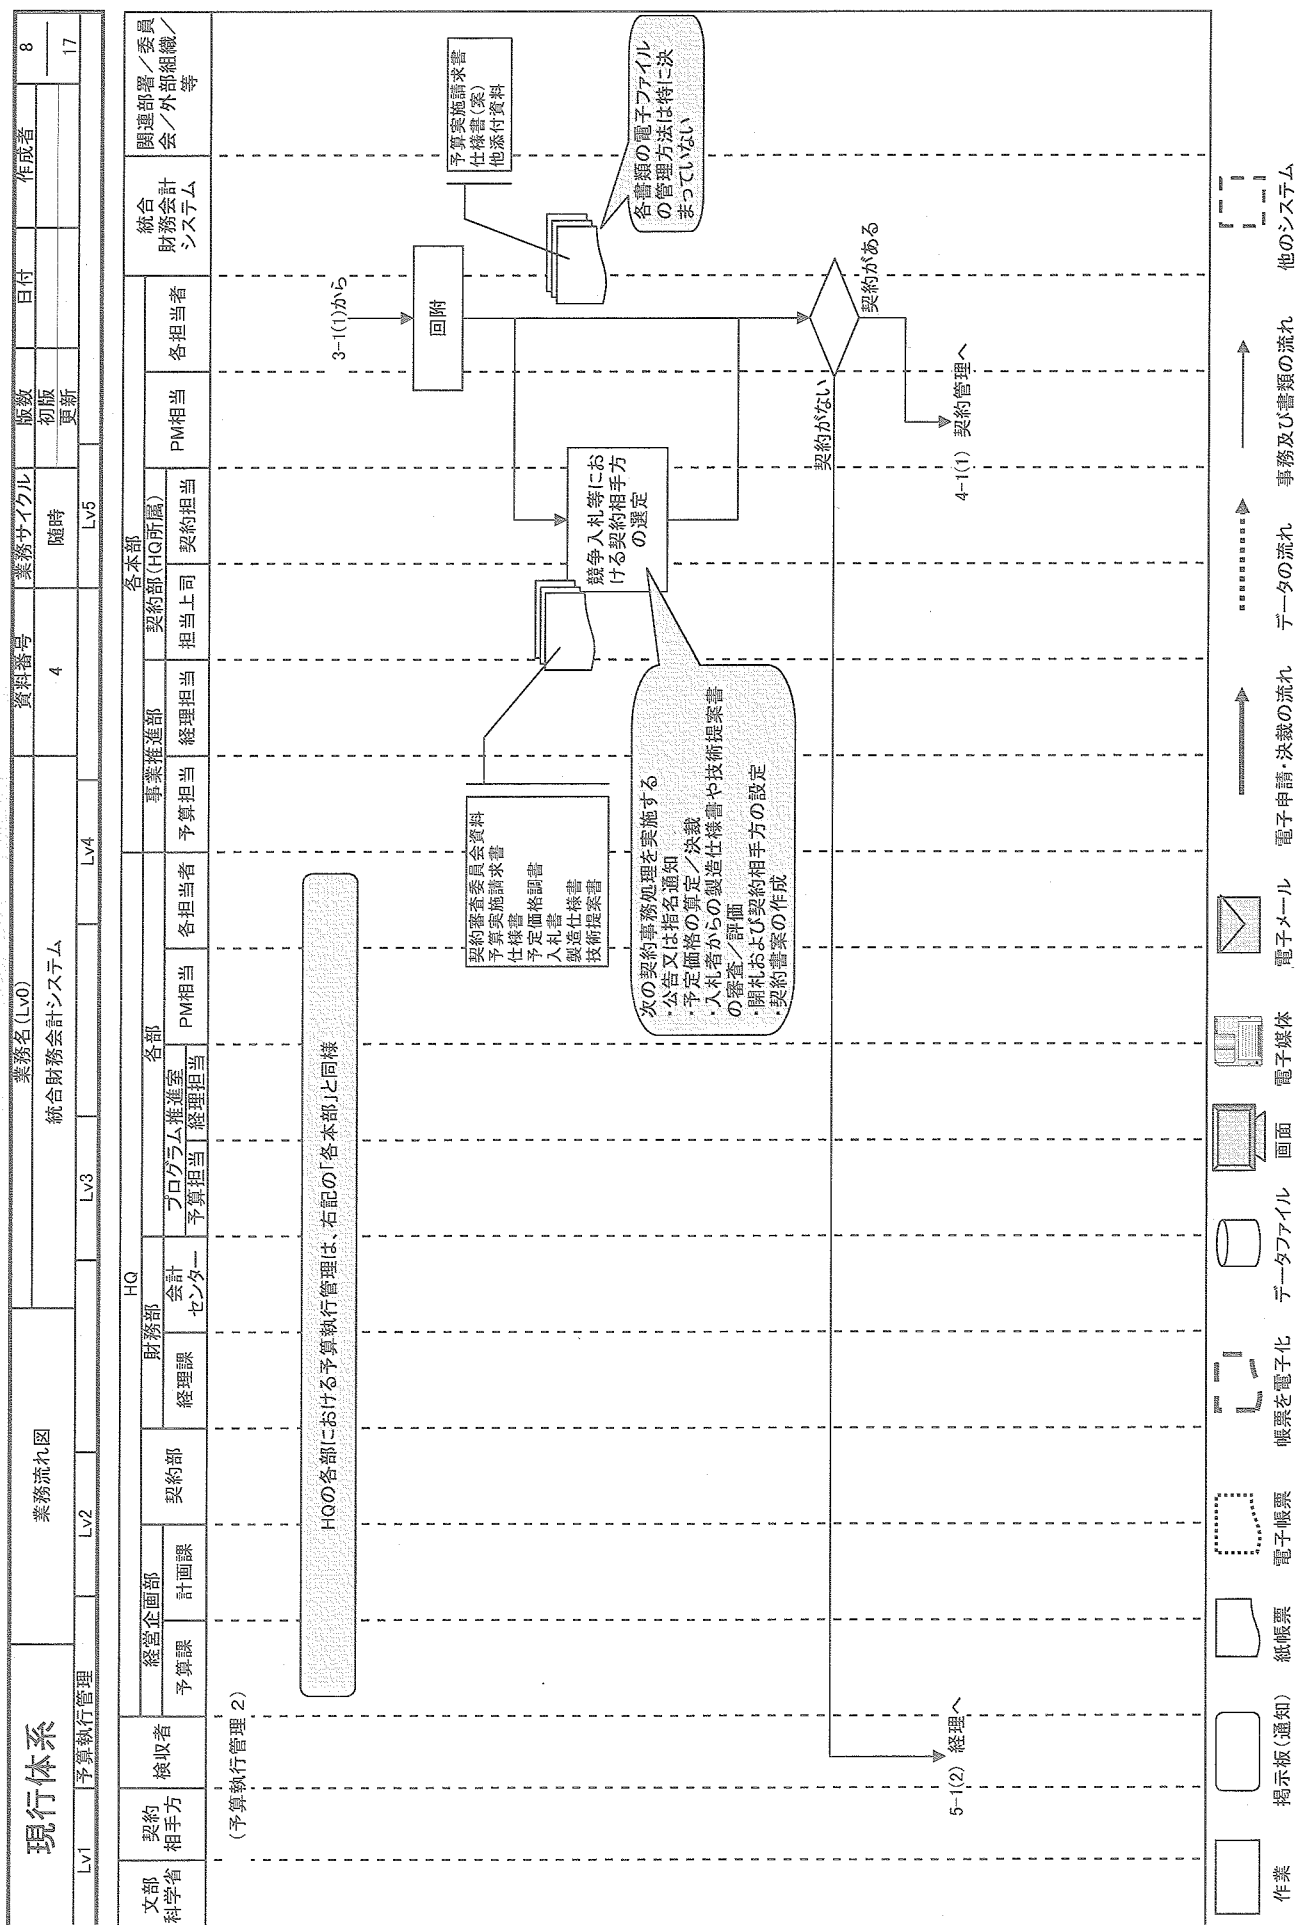 現行体系
業務流れ図
業務名(Lv0)
統合財務会計システム
資料番号
4
業務サイクル
随時
版数
初版
更新
日付
作成者
8
17
Lv1
予算執行管理
Lv2
Lv3
Lv4
Lv5
文部
科学省
契約
相手方
検収者
HQ
経営企画部
予算課
計画課
契約部
財務部
経理課
会計
センター
各部
プログラム推進室
予算担当
経理担当
PM相当
各担当者
各本部
事業推進部
予算担当
経理担当
契約部(HQ所属)
担当上司
契約担当
PM相当
各担当者
統合
財務会計
システム
関連部署/委員
会/外部組織/
等
(予算執行管理2)
HQの各部における予算執行管理は、右記の「各本部」と同様
3-1(1)から
回附
予算実施請求書
仕様書(案)
他添付資料
各書類の電子ファイル
の管理方法は特に決
まっていない
契約審査委員会資料
予算実施請求書
仕様書
予定価格調書
入札書
製造仕様書
技術提案書
競争入札等にお
ける契約相手方
の選定
次の契約事務処理を実施する
・公告又は指名通知
・予定価格の算定/決裁
・入札者からの製造仕様書や技術提案書
の審査/評価
・開札および契約相手方の設定
・契約書案の作成
契約がない
契約がある
5-1(2) 経理へ
4-1(1) 契約管理へ
作業
掲示板(通知)
紙帳票
電子帳票
帳票を電子化
データファイル
画面
電子媒体
電子メール
電子申請・決裁の流れ
データの流れ
事務及び書類の流れ
他のシステム